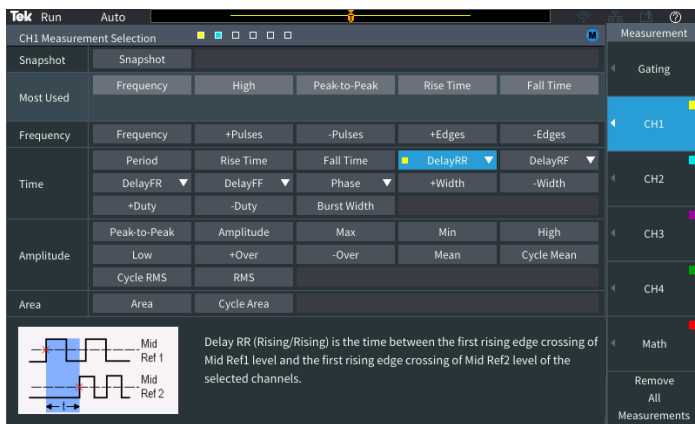 Tek Run Auto
T
CH1 Measurement Selection
M
Measurement
Snapshot Snapshot
Gating
Most Used Frequency High Peak-to-Peak Rise Time Fall Time
CH1
Frequency Frequency +Pulses -Pulses +Edges -Edges
Time Period Rise Time Fall Time DelayRR DelayRF
DelayFR DelayFF Phase +Width -Width
CH2
+Duty -Duty Burst Width
Amplitude Peak-to-Peak Amplitude Max Min High
CH3
Low +Over -Over Mean Cycle Mean
Cycle RMS RMS
CH4
Area Area Cycle Area
Mid
Ref 1
Mid
Ref 2
t
Delay RR (Rising/Rising) is the time between the first rising edge crossing of
Mid Ref1 level and the first rising edge crossing of Mid Ref2 level of the
selected channels.
Math
Remove
All
Measurements